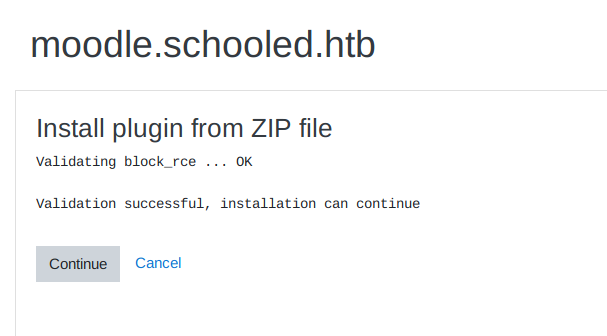 moodle.schooled.htb
Install plugin from ZIP file
Validating block_rce ... OK
Validation successful, installation can continue
Continue Cancel